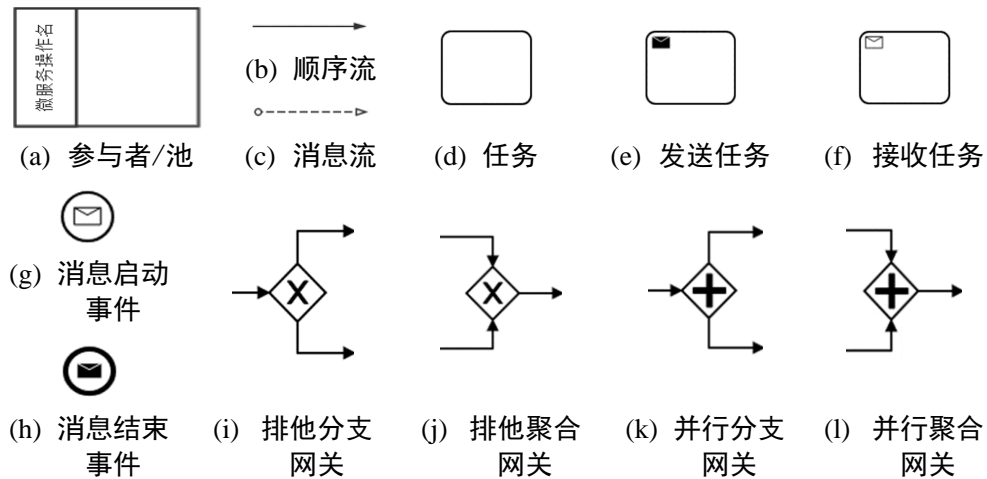 微服务操作名
(b) 顺序流
(a) 参与者/池
(c) 消息流
(d) 任务
(e) 发送任务
(f) 接收任务
(g) 消息启动
事件
(h) 消息结束
事件
(i) 排他分支
网关
(j) 排他聚合
网关
(k) 并行分支
网关
(l) 并行聚合
网关